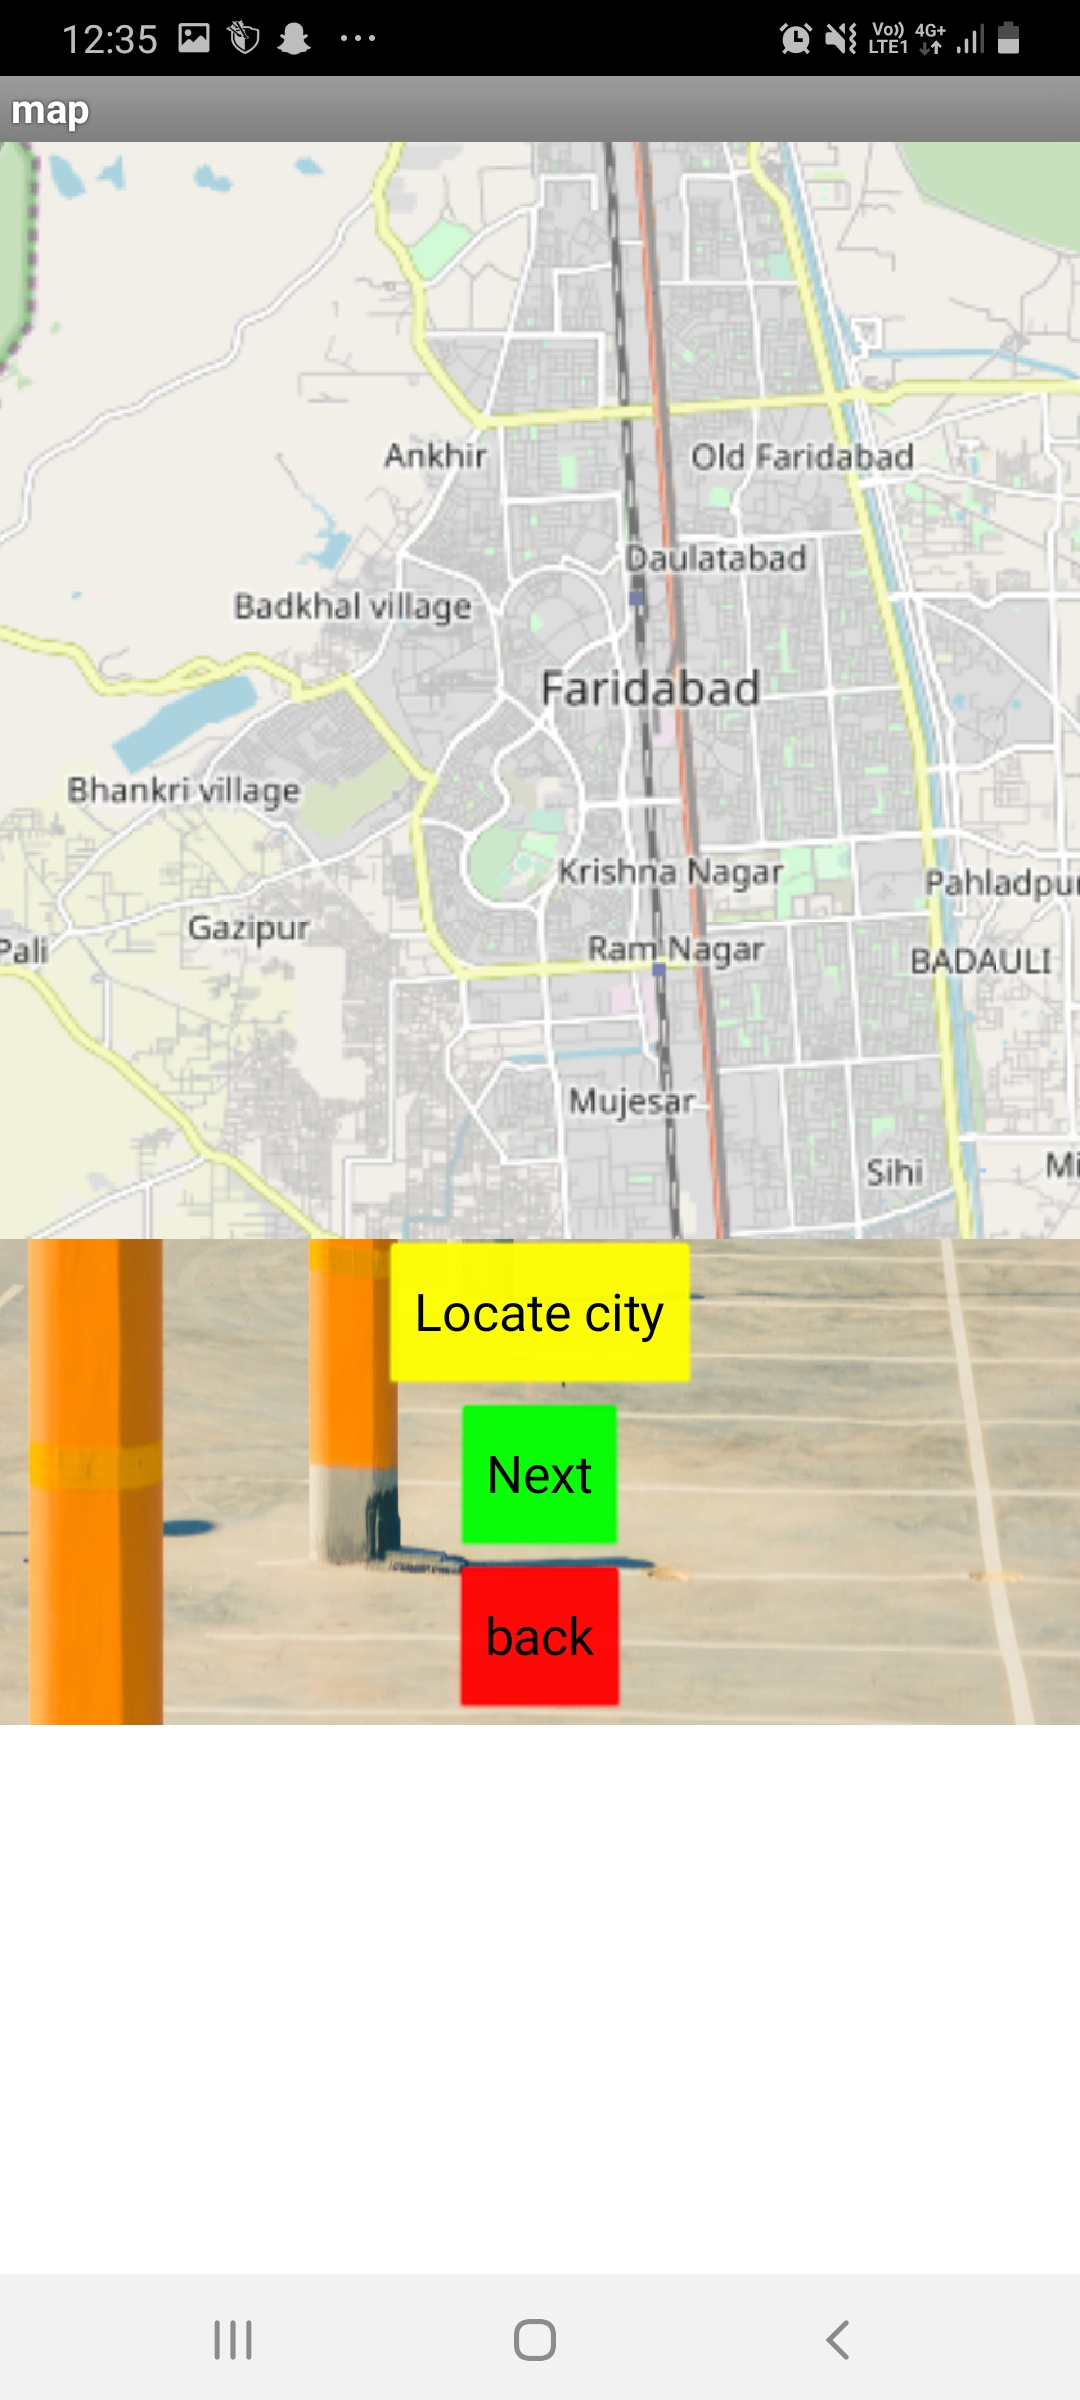 12:35 Vo)) LTE1 4G+
map
Ankhir Old Faridabad
Daulatabad
Badkhal village
Faridabad
Bhankri village
Krishna Nagar
Pahladpur
Gazipur
Ram Nagar
Pali
BADAULI
Mujesar
Sihi
Mi
Locate city
Next
back